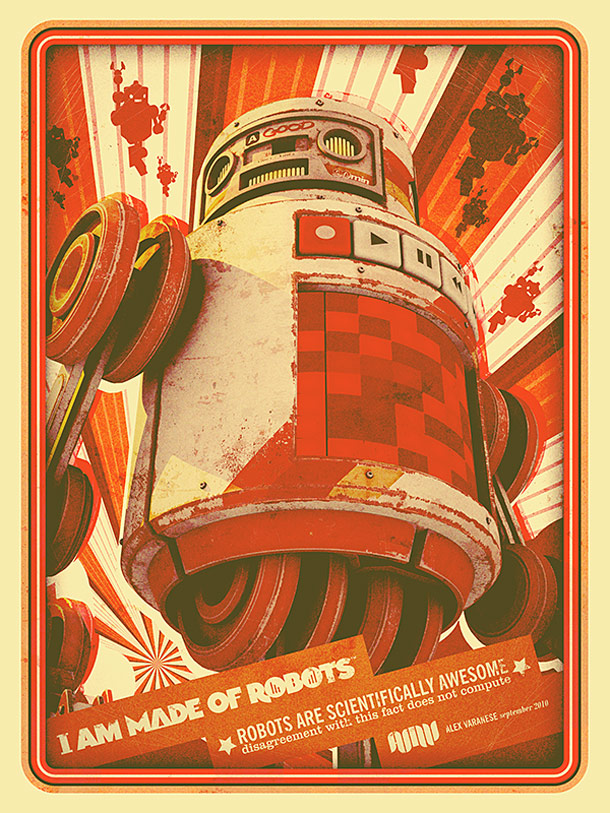 A GOOD
I AM MADE OF ROBOTS
ROBOTS ARE SCIENTIFICALLY AWESOME
disagreement with this fact does not compute
ALEX VARANESE september 2010